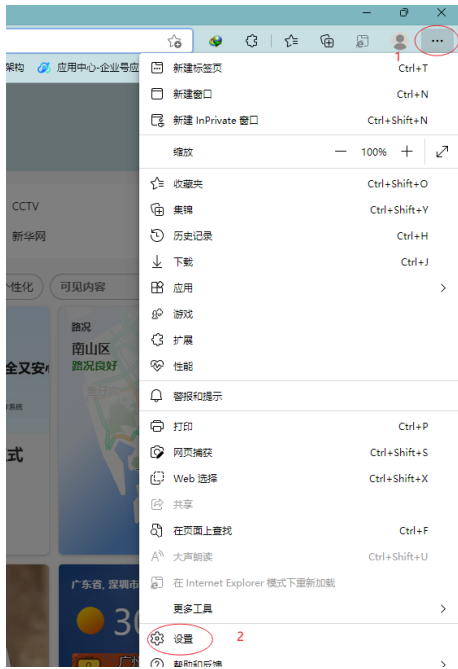 1
架构 应用中心-企业号应
新建标签页 Ctrl+T
新建窗口 Ctrl+N
新建 InPrivate 窗口 Ctrl+Shift+N
缩放 — 100% +
收藏夹 Ctrl+Shift+O
集锦 Ctrl+Shift+Y
历史记录 Ctrl+H
下载 Ctrl+J
应用
游戏
扩展
性能
警报和提示
打印 Ctrl+P
网页捕获 Ctrl+Shift+S
Web 选择 Ctrl+Shift+X
共享
在页面上查找 Ctrl+F
大声朗读 Ctrl+Shift+U
在 Internet Explorer 模式下重新加载
更多工具
设置 2
帮助和反馈
CCTV
新华网
个性化 可见内容
路况
南山区
路况良好
全又安
式
广东省, 深圳市
30